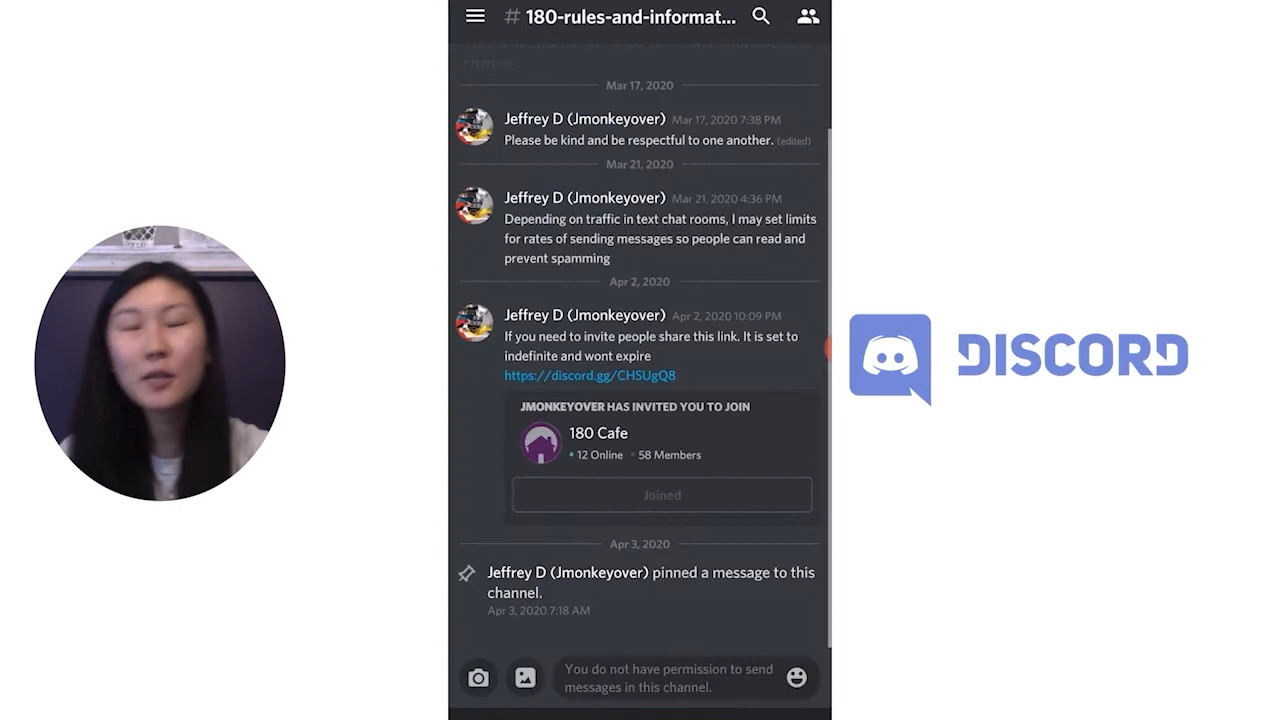 # 180-rules-and-informat...
Mar 17, 2020
Jeffrey D (Jmonkeyover) Mar 17, 2020 7:38 PM
Please be kind and be respectful to one another. (edited)
Mar 21, 2020
Jeffrey D (Jmonkeyover) Mar 21, 2020 4:36 PM
Depending on traffic in text chat rooms, I may set limits
for rates of sending messages so people can read and
prevent spamming
Apr 2, 2020
Jeffrey D (Jmonkeyover) Apr 2, 2020 10:09 PM
If you need to invite people share this link. It is set to
indefinite and wont expire
https://discord.gg/CHSUgQ8
JMONKEYOVER HAS INVITED YOU TO JOIN
180 Cafe
12 Online 58 Members
Joined
Apr 3, 2020
Jeffrey D (Jmonkeyover) pinned a message to this
channel.
Apr 3, 2020 7:18 AM
You do not have permission to send
messages in this channel.
DISCORD